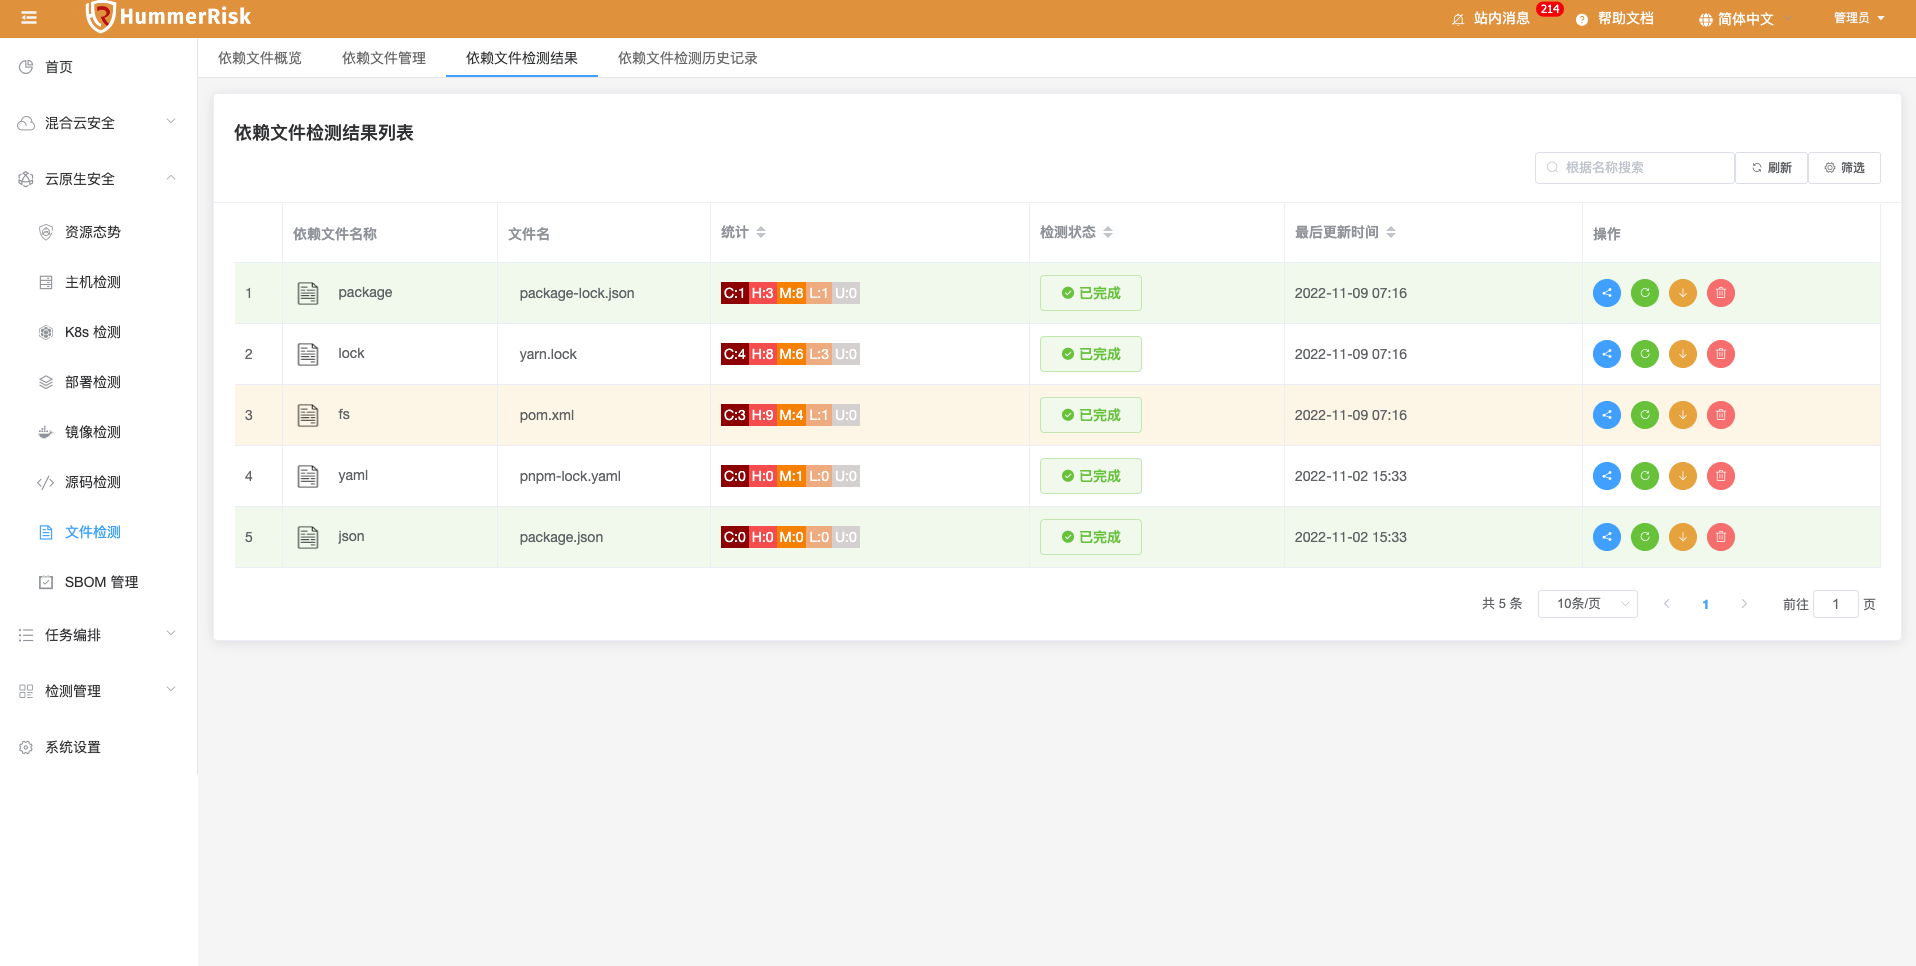 HummerRisk
站内消息 214 帮助文档 简体中文 管理员
首页
混合云安全
云原生安全
资源态势
主机检测
K8s 检测
部署检测
镜像检测
源码检测
文件检测
SBOM 管理
任务编排
检测管理
系统设置
依赖文件概览 依赖文件管理 依赖文件检测结果 依赖文件检测历史记录
依赖文件检测结果列表
根据名称搜索 刷新 筛选
依赖文件名称 文件名 统计 检测状态 最后更新时间 操作
1 package package-lock.json C:1 H:3 M:8 L:1 U:0 已完成 2022-11-09 07:16
2 lock yarn.lock C:4 H:8 M:6 L:3 U:0 已完成 2022-11-09 07:16
3 fs pom.xml C:3 H:9 M:4 L:1 U:0 已完成 2022-11-09 07:16
4 yaml pnpm-lock.yaml C:0 H:0 M:1 L:0 U:0 已完成 2022-11-02 15:33
5 json package.json C:0 H:0 M:0 L:0 U:0 已完成 2022-11-02 15:33
共 5 条 10条/页 1 前往 1 页